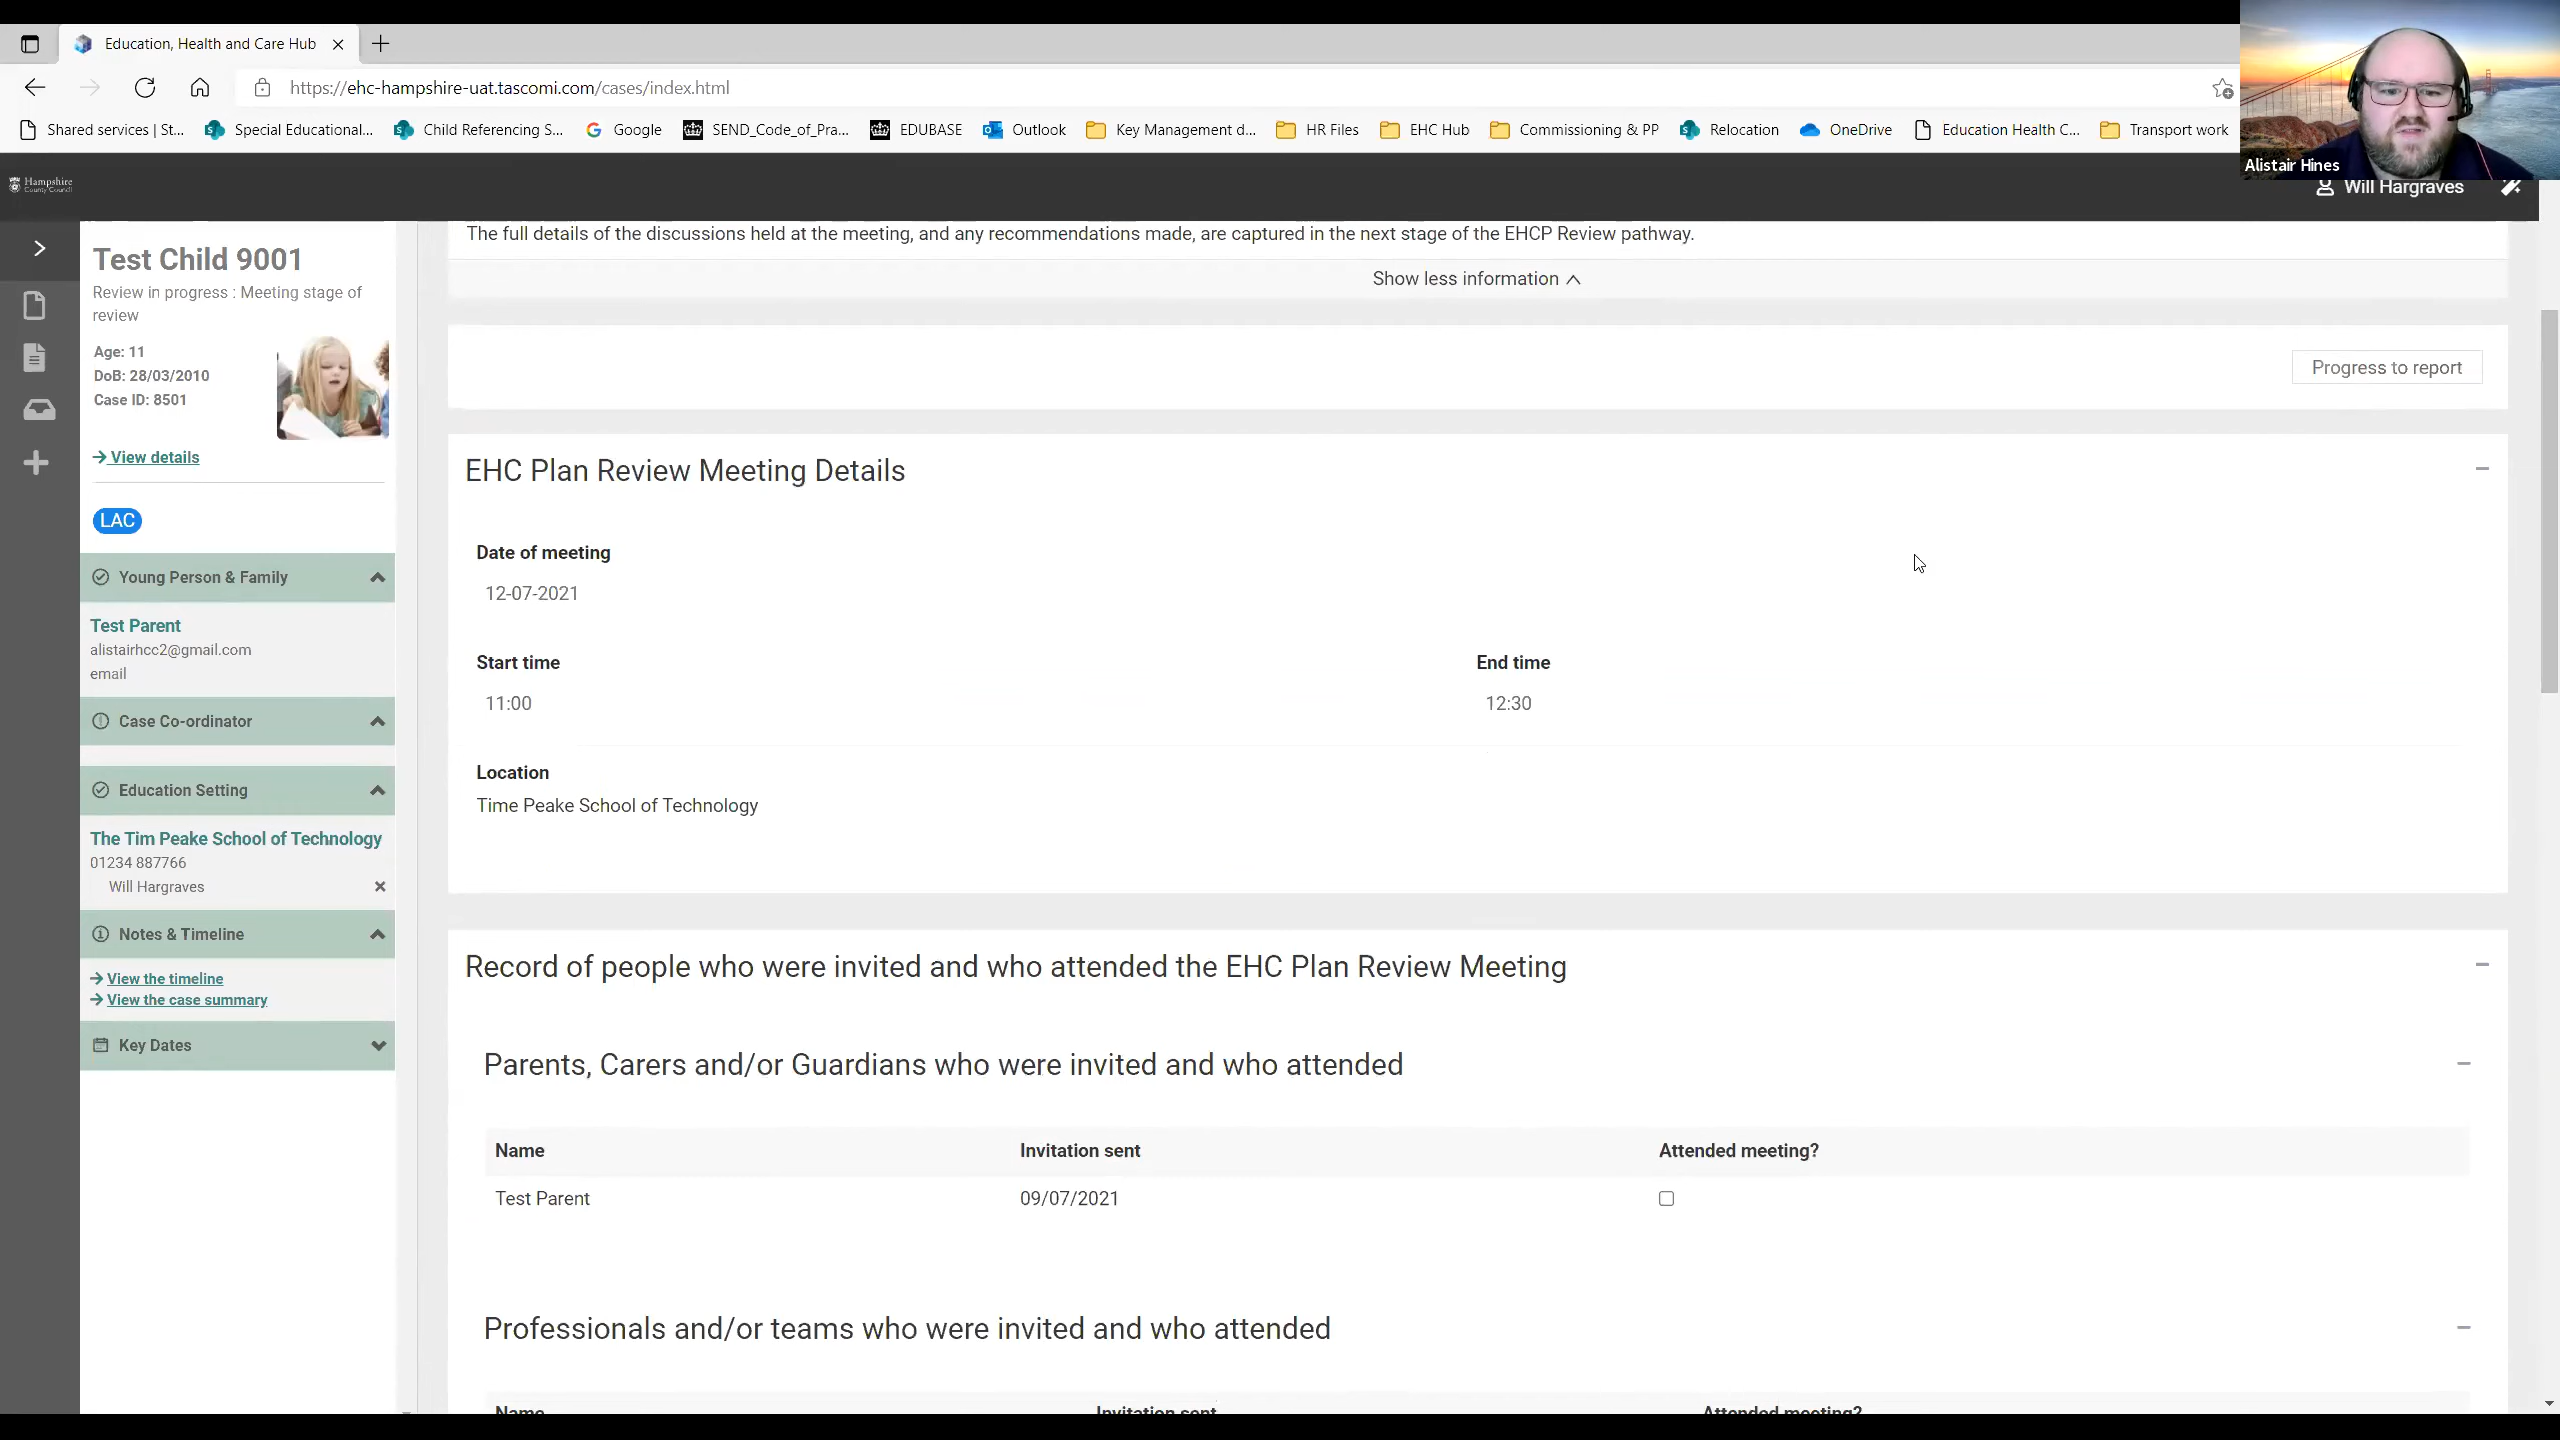 Education, Health and Care Hub
https://ehc-hampshire-uat.tascomi.com/cases/index.html
Shared services | St...
Special Educational...
Child Referencing S...
Google
SEND_Code_of_Pra...
EDUBASE
Outlook
Key Management d...
HR Files
EHC Hub
Commissioning & PP
Relocation
OneDrive
Education Health C...
Transport work
Alistair Hines
Hampshire
County Council
Will Hargraves
Test Child 9001
Review in progress : Meeting stage of
review
Age: 11
DoB: 28/03/2010
Case ID: 8501
View details
LAC
Young Person & Family
Test Parent
alistairhcc2@gmail.com
email
Case Co-ordinator
Education Setting
The Tim Peake School of Technology
01234 887766
Will Hargraves
Notes & Timeline
View the timeline
View the case summary
Key Dates
The full details of the discussions held at the meeting, and any recommendations made, are captured in the next stage of the EHCP Review pathway.
Show less information
Progress to report
EHC Plan Review Meeting Details
Date of meeting
12-07-2021
Start time
End time
11:00
12:30
Location
Time Peake School of Technology
Record of people who were invited and who attended the EHC Plan Review Meeting
Parents, Carers and/or Guardians who were invited and who attended
Name Invitation sent Attended meeting?
Test Parent 09/07/2021
Professionals and/or teams who were invited and who attended
Name Invitation sent Attended meeting?